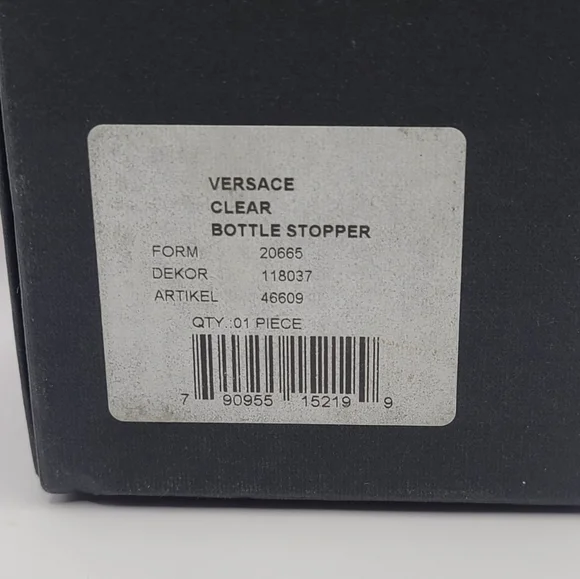 VERSACE
CLEAR
BOTTLE STOPPER
FORM 20665
DEKOR 118037
ARTIKEL 46609
QTY.:01 PIECE
7 90955 15219 9